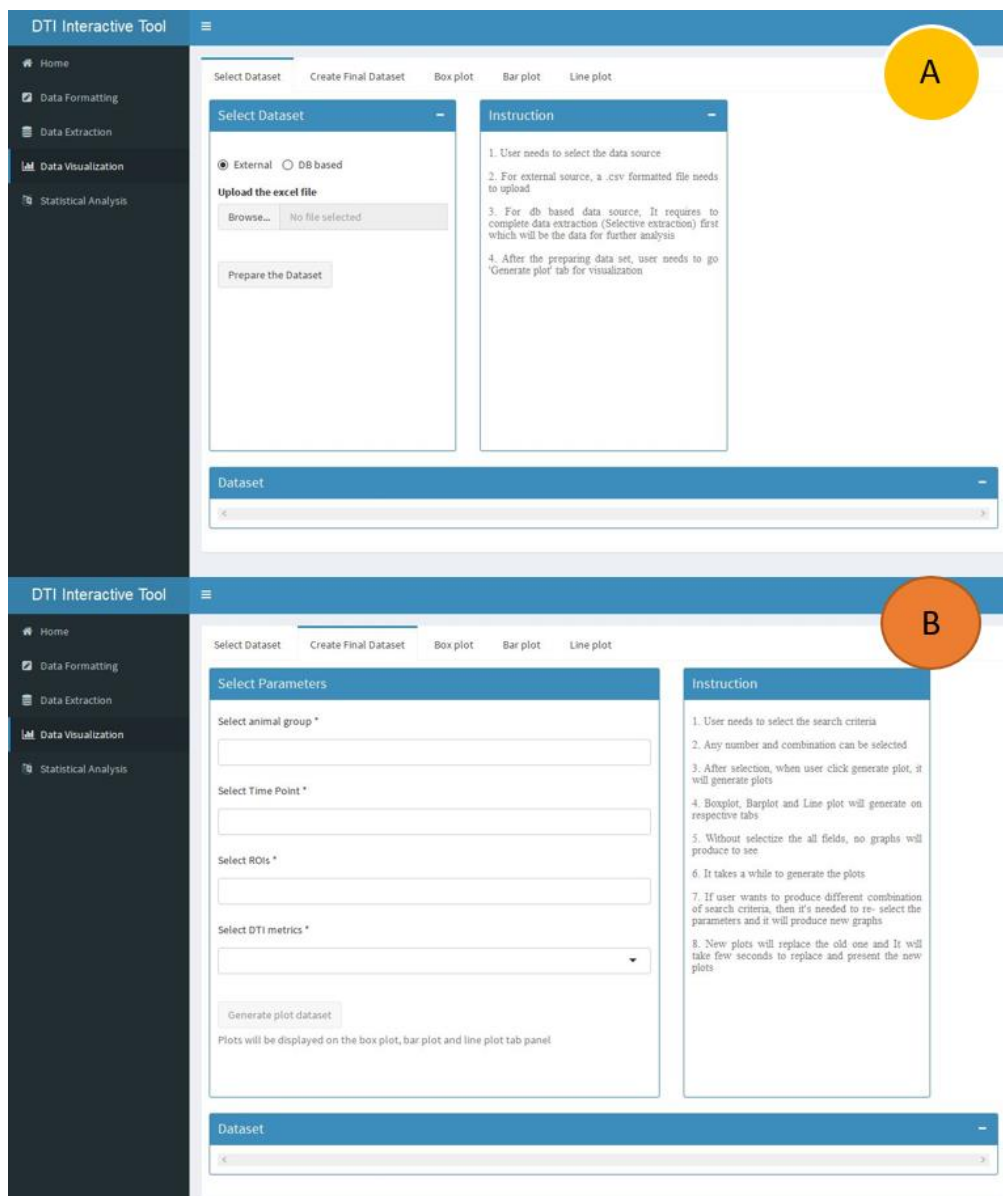 DTI Interactive Tool
A
Home
Data Formatting
Data Extraction
Data Visualization
Statistical Analysis
Select Dataset Create Final Dataset Box plot Bar plot Line plot
Select Dataset
External DB based
Upload the excel file
Browse... No file selected
Prepare the Dataset
Instruction
1. User needs to select the data source
2. For external source, a .csv formatted file needs
to upload
3. For db based data source, It requires to
complete data extraction (Selective extraction) first
which will be the data for further analysis
4. After the preparing data set, user needs to go
'Generate plot' tab for visualization
Dataset
DTI Interactive Tool
B
Home
Data Formatting
Data Extraction
Data Visualization
Statistical Analysis
Select Dataset Create Final Dataset Box plot Bar plot Line plot
Select Parameters
Select animal group *
Select Time Point *
Select ROIs *
Select DTI metrics *
Generate plot dataset
Plots will be displayed on the box plot, bar plot and line plot tab panel
Instruction
1. User needs to select the search criteria
2. Any number and combination can be selected
3. After selection, when user click generate plot, it
will generate plots
4. Boxplot, Barplot and Line plot will generate on
respective tabs
5. Without selectize the all fields, no graphs will
produce to see
6. It takes a while to generate the plots
7. If user wants to produce different combination
of search criteria, then it's needed to re- select the
parameters and it will produce new graphs
8. New plots will replace the old one and It will
take few seconds to replace and present the new
plots
Dataset